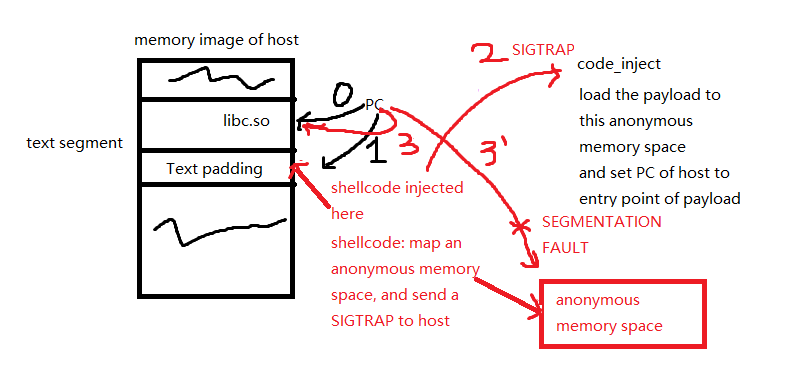 memory image of host
text segment
libc.so
Text padding
0
PC
1
3
2
SIGTRAP
3'
code_inject
load the payload to
this anonymous
memory space
and set PC of host to
entry point of payload
shellcode injected
here
shellcode: map an
anonymous memory
space, and send a
SIGTRAP to host
SEGMENTATION
FAULT
anonymous
memory space